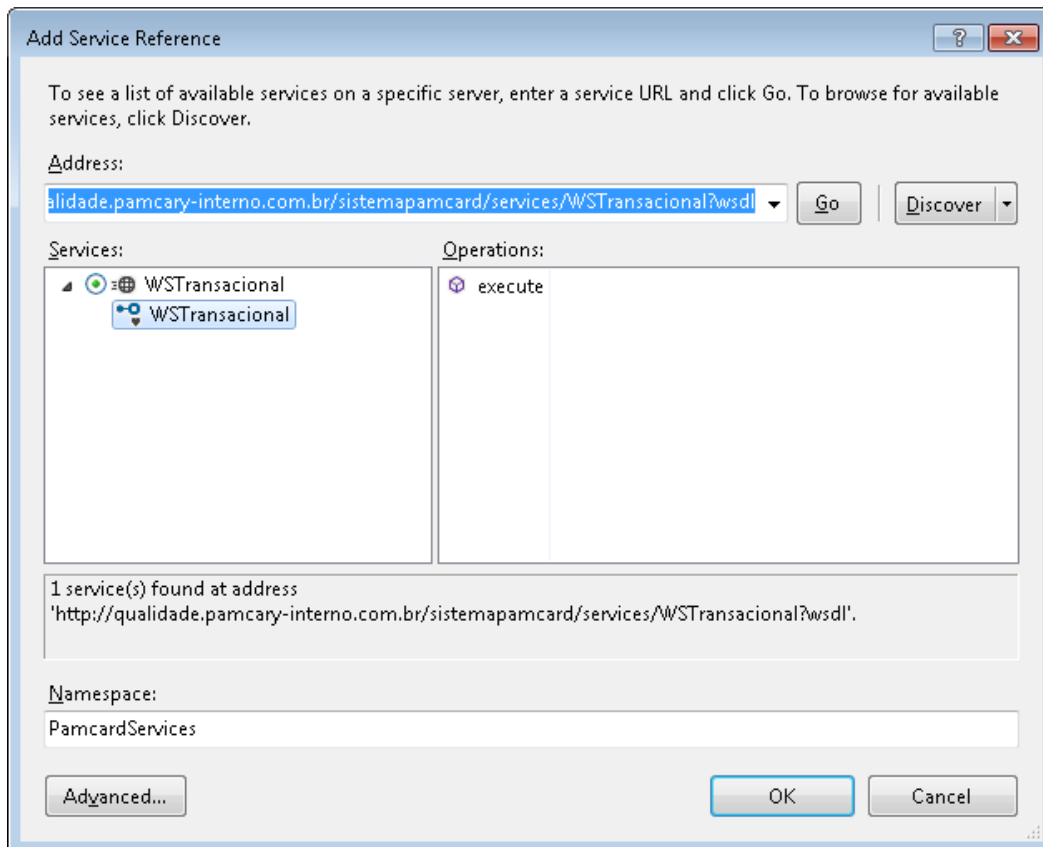 Add Service Reference
To see a list of available services on a specific server, enter a service URL and click Go. To browse for available
services, click Discover.
Address:
alidade.pamcary-interno.com.br/sistemapamcard/services/WSTransacional?wsdl
Go
Discover
Services:
Operations:
WSTransacional
execute
WSTransacional
1 service(s) found at address
'http://qualidade.pamcary-interno.com.br/sistemapamcard/services/WSTransacional?wsdl'.
Namespace:
PamcardServices
Advanced...
OK
Cancel